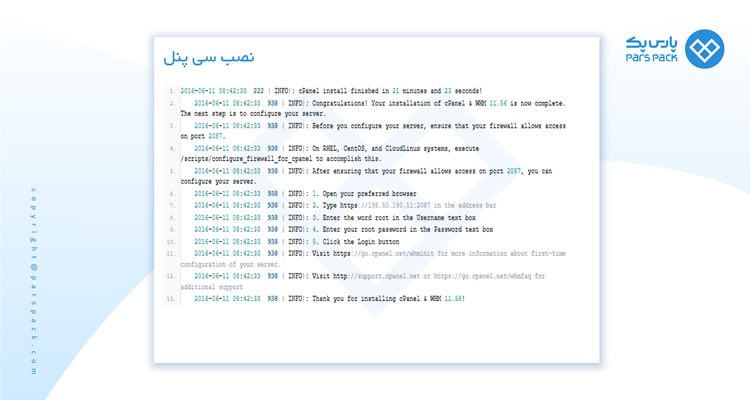 پارس پک
PARS PACK
نصب سی پنل
1. 2016-06-11 08:42:33 222 ( INFO): cPanel install finished in 21 minutes and 23 seconds!
2. 2016-06-11 08:42:33 938 ( INFO): Congratulations! Your installation of cPanel & WHM 11.56 is now complete.
The next step is to configure your server.
3. 2016-06-11 08:42:33 938 ( INFO): Before you configure your server, ensure that your firewall allows access
on port 2087.
4. 2016-06-11 08:42:33 938 ( INFO): On RHEL, CentOS, and CloudLinux systems, execute
/scripts/configure_firewall_for_cpanel to accomplish this.
5. 2016-06-11 08:42:33 938 ( INFO): After ensuring that your firewall allows access on port 2087, you can
configure your server.
6. 2016-06-11 08:42:33 938 ( INFO): 1. Open your preferred browser
7. 2016-06-11 08:42:33 938 ( INFO): 2. Type https://198.50.190.11:2087 in the address bar
8. 2016-06-11 08:42:33 938 ( INFO): 3. Enter the word root in the Username text box
9. 2016-06-11 08:42:33 938 ( INFO): 4. Enter your root password in the Password text box
10. 2016-06-11 08:42:33 938 ( INFO): 5. Click the Login button
11. 2016-06-11 08:42:33 938 ( INFO): Visit https://go.cpanel.net/whminit for more information about first-time
configuration of your server.
12. 2016-06-11 08:42:33 938 ( INFO): Visit http://support.cpanel.net or https://go.cpanel.net/whmfaq for
additional support
13. 2016-06-11 08:42:33 938 ( INFO): Thank you for installing cPanel & WHM 11.56!
copyright@parspack.com